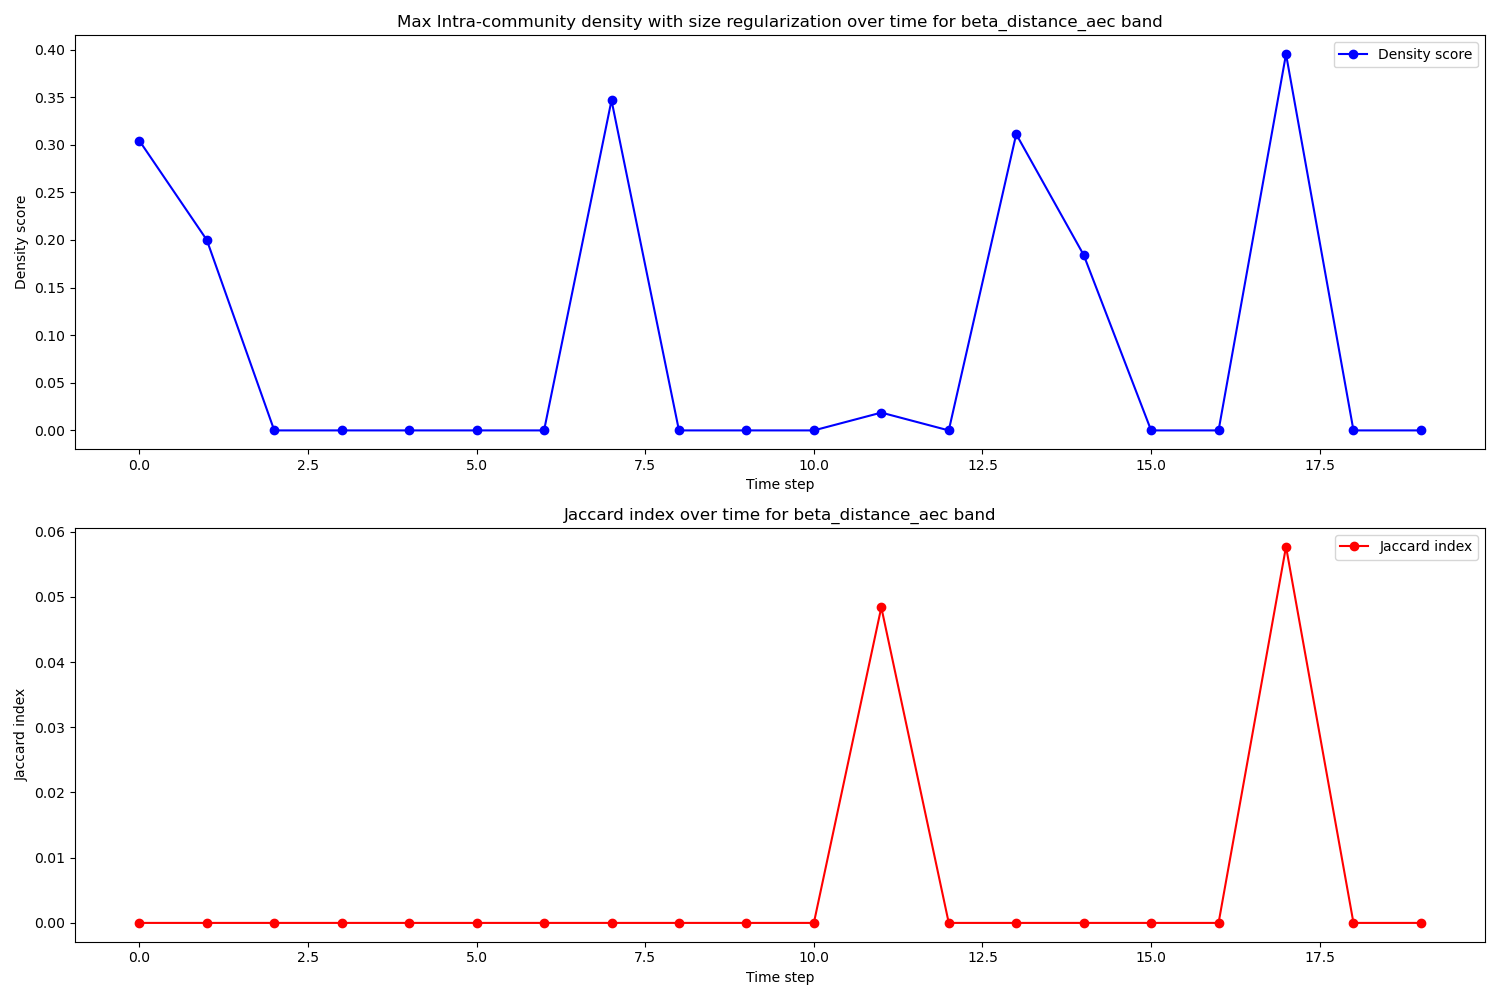 Max Intra-community density with size regularization over time for beta_distance_aec band
Density score
0.40
0.35
0.30
0.25
0.20
0.15
0.10
0.05
0.00
Density score
0.0 2.5 5.0 7.5 10.0 12.5 15.0 17.5
Time step
Jaccard index over time for beta_distance_aec band
Jaccard index
0.06
0.05
0.04
0.03
0.02
0.01
0.00
Jaccard index
0.0 2.5 5.0 7.5 10.0 12.5 15.0 17.5
Time step